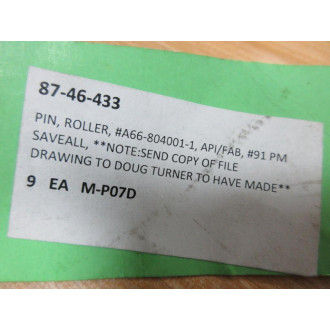 87-46-433
PIN, ROLLER, #A66-804001-1, API/FAB, #91 PM
SAVEALL, **NOTE:SEND COPY OF FILE
DRAWING TO DOUG TURNER TO HAVE MADE**
9 EA M-P07D